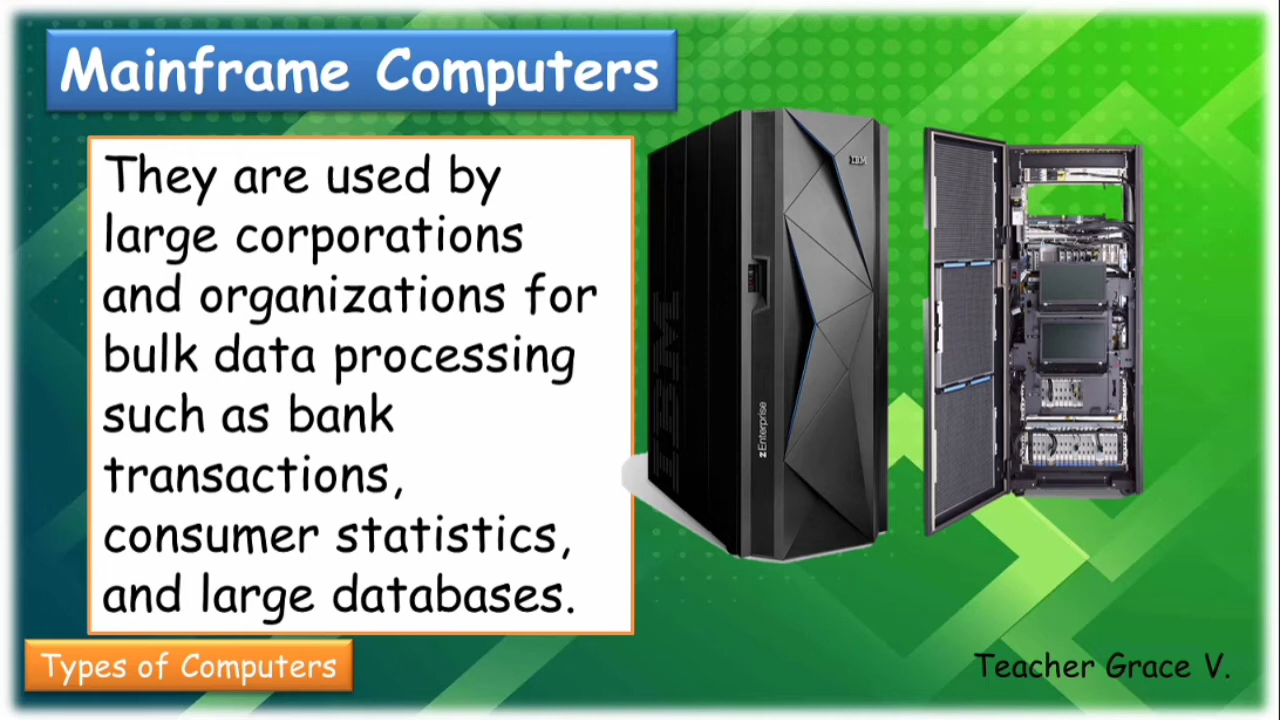 Mainframe Computers
They are used by
large corporations
and organizations for
bulk data processing
such as bank
transactions,
consumer statistics,
and large databases.
IBM
IBM
zEnterprise
Types of Computers
Teacher Grace V.